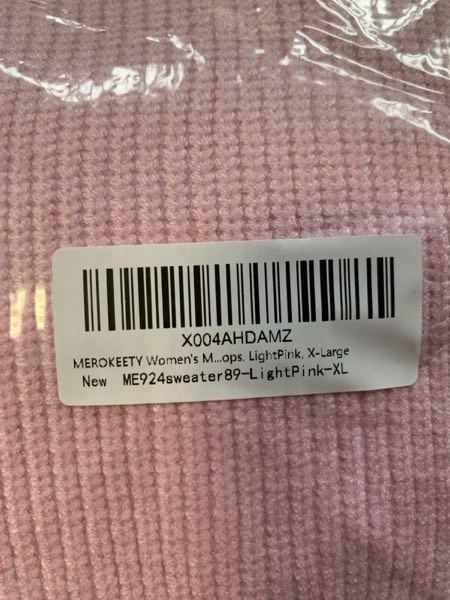 X004AHDAMZ
MEROKEETY Women's M...ops, LightPink, X-Large
New ME924sweater89-LightPink-XL